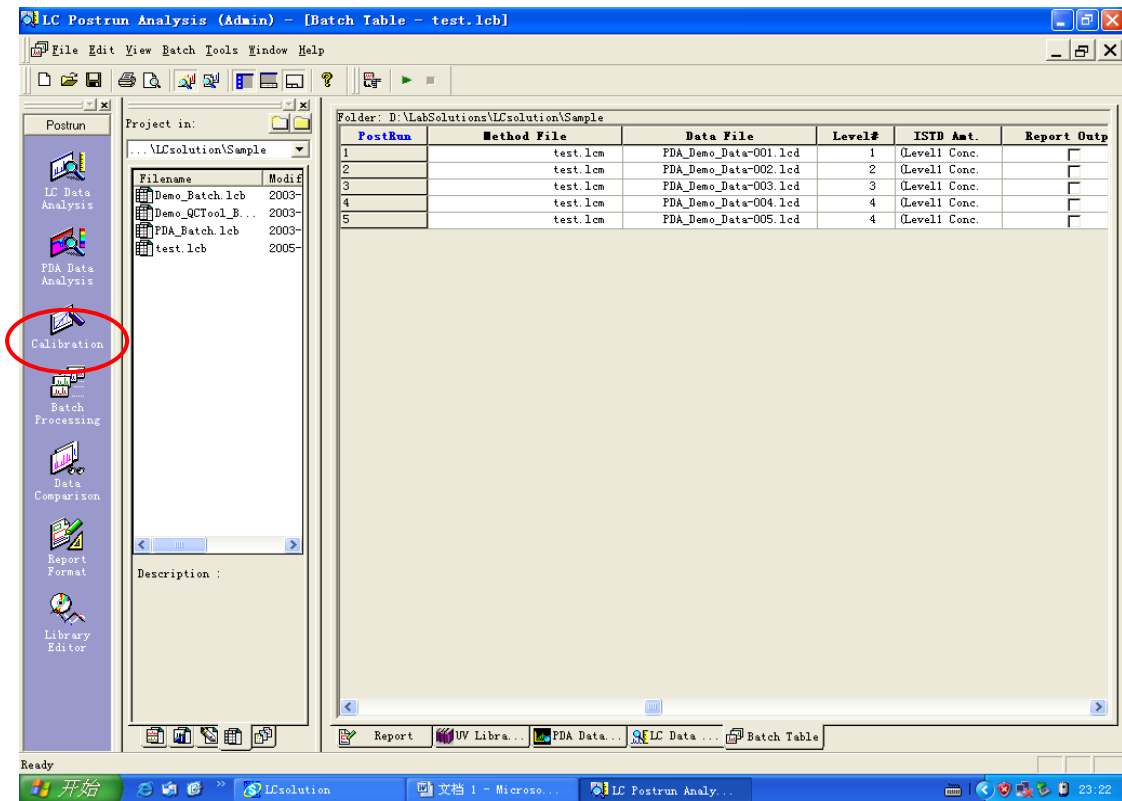 LC Postrun Analysis (Admin) - [Batch Table - test.lcb]
File Edit View Batch Tools Window Help
Postrun
LC Data
Analysis
PDA Data
Analysis
Calibration
Batch
Processing
Data
Comparison
Report
Format
Library
Editor
Project in:
...\LCsolution\Sample
Filename Modif
Demo_Batch.lcb 2003-
Demo_QCTool_B... 2003-
PDA_Batch.lcb 2003-
test.lcb 2005-
Description :
Folder: D:\LabSolutions\LCsolution\Sample
PostRun Method File Data File Level# ISTD Amt. Report Outp
1 test.lcm PDA_Demo_Data-001.lcd 1 (Level1 Conc.
2 test.lcm PDA_Demo_Data-002.lcd 2 (Level1 Conc.
3 test.lcm PDA_Demo_Data-003.lcd 3 (Level1 Conc.
4 test.lcm PDA_Demo_Data-004.lcd 4 (Level1 Conc.
5 test.lcm PDA_Demo_Data-005.lcd 4 (Level1 Conc.
Report UV Libra... PDA Data... LC Data ... Batch Table
Ready
开始 LCsolution 文档 1 - Microso... LC Postrun Analy... 23:22